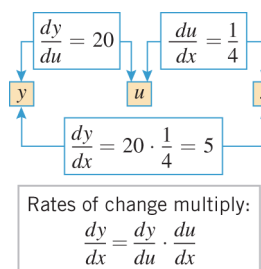 dy/du = 20
du/dx = 1/4
y
u
dy/dx = 20 · 1/4 = 5
Rates of change multiply:
dy/dx = dy/du · du/dx